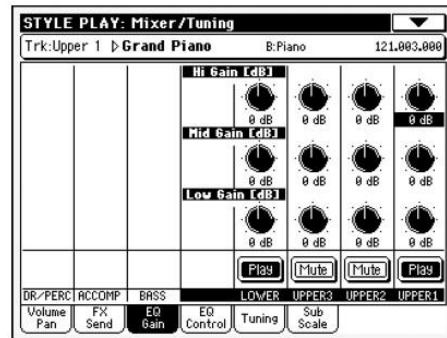 STYLE PLAY: Mixer/Tuning
Trk:Upper 1 Grand Piano B:Piano 121.003.000
Hi Gain [dB]
0 dB 0 dB 0 dB 0 dB
Mid Gain [dB]
0 dB 0 dB 0 dB 0 dB
Low Gain [dB]
0 dB 0 dB 0 dB 0 dB
Play Mute Mute Play
DR/PERC ACCOMP BASS LOWER UPPER3 UPPER2 UPPER1
Volume Pan FX Send EQ Gain EQ Control Tuning Sub Scale